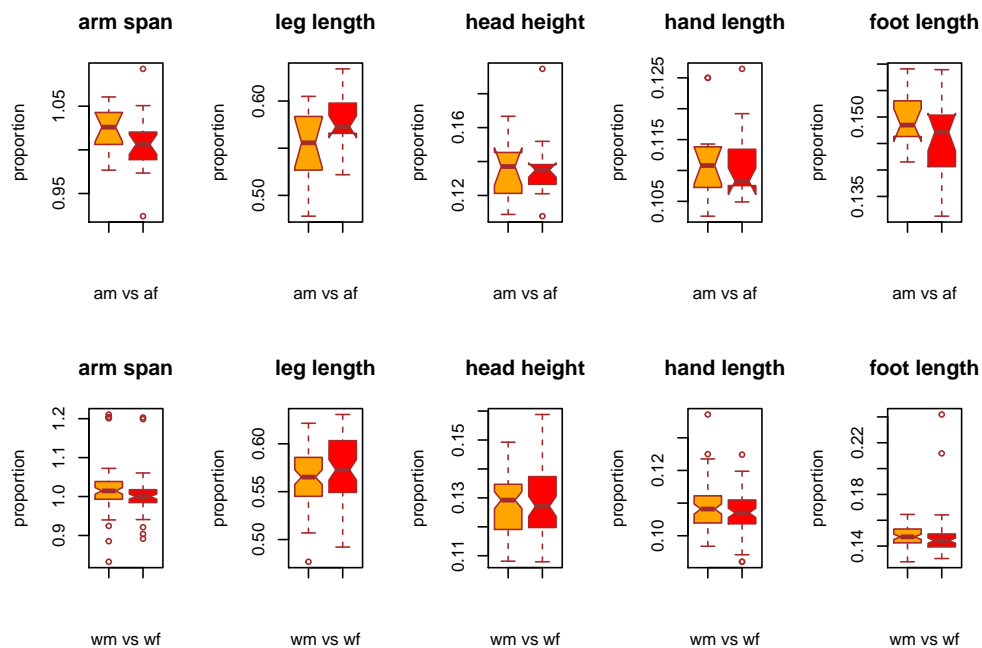 arm span
leg length
head height
hand length
foot length
proportion
0.95
1.05
am vs af
proportion
0.50
0.60
am vs af
proportion
0.12
0.16
am vs af
proportion
0.105
0.115
0.125
am vs af
proportion
0.135
0.150
am vs af
arm span
leg length
head height
hand length
foot length
proportion
0.9
1.0
1.1
1.2
wm vs wf
proportion
0.50
0.55
0.60
wm vs wf
proportion
0.11
0.13
0.15
wm vs wf
proportion
0.10
0.12
wm vs wf
proportion
0.14
0.18
0.22
wm vs wf